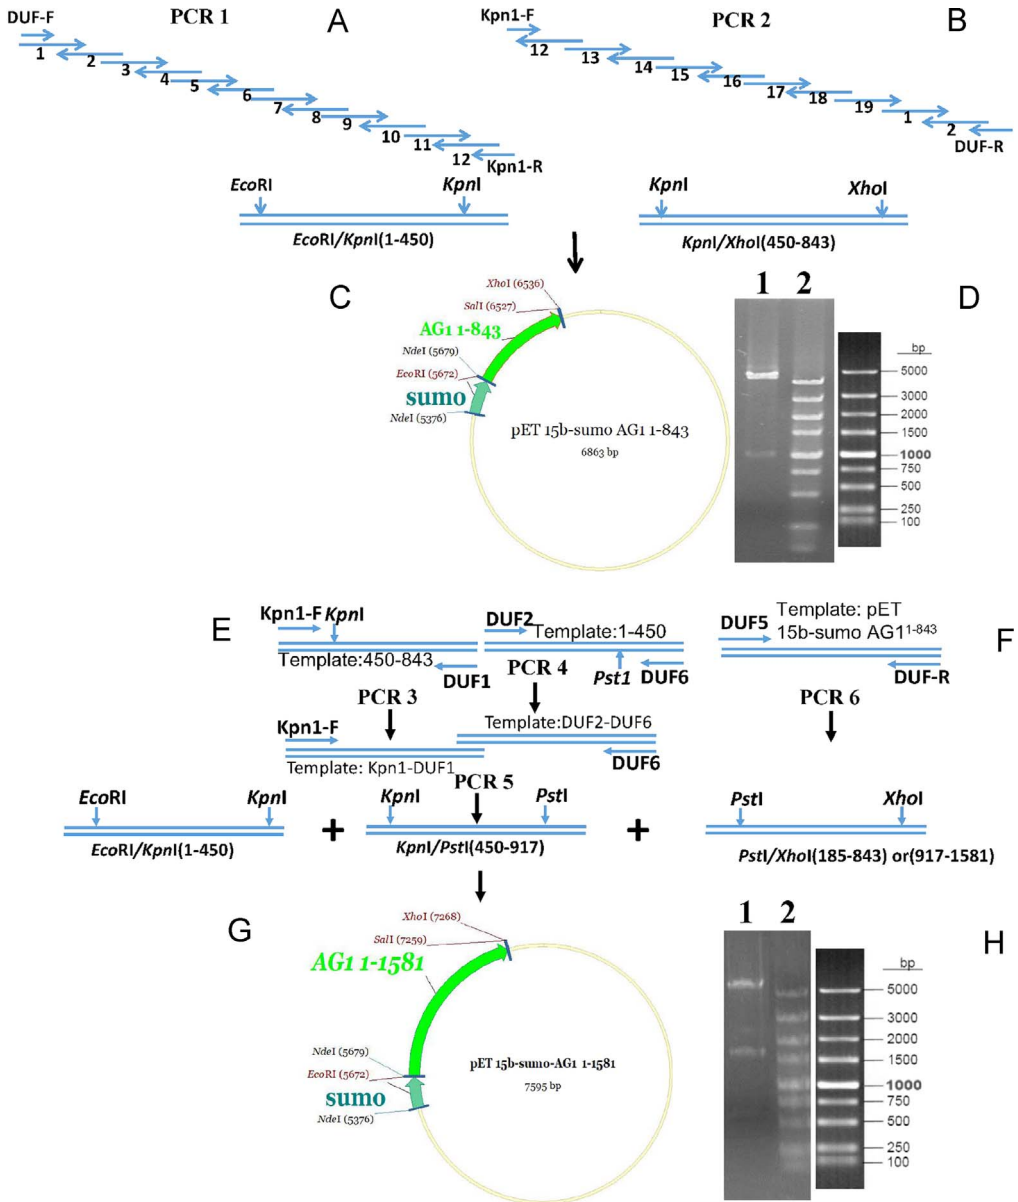 PCR 1
A
DUF-F
1
2
3
4
5
6
7
8
9
10
11
12
Kpn1-R
PCR 2
B
Kpn1-F
12
13
14
15
16
17
18
19
1
2
DUF-R
EcoRI
KpnI
EcoRI/KpnI(1-450)
KpnI
XhoI
KpnI/XhoI(450-843)
C
XhoI (6536)
SalI (6527)
AG1 1-843
NdeI (5679)
EcoRI (5672)
sumo
NdeI (5376)
pET 15b-sumo AG1 1-843
6863 bp
1 2
D
bp
5000
3000
2000
1500
1000
750
500
250
100
E
Kpn1-F KpnI
Template:450-843
DUF1
DUF2
Template:1-450
Pst1
DUF6
PCR 3
PCR 4
Kpn1-F
Template: Kpn1-DUF1
Template:DUF2-DUF6
DUF6
PCR 5
F
DUF5
Template: pET
15b-sumo AG1¹⁻⁸⁴³
DUF-R
PCR 6
EcoRI
KpnI
EcoRI/KpnI(1-450)
+
KpnI
PstI
KpnI/PstI(450-917)
+
PstI
XhoI
PstI/XhoI(185-843) or(917-1581)
G
XhoI (7268)
SalI (7259)
AG1 1-1581
NdeI (5679)
EcoRI (5672)
sumo
NdeI (5376)
pET 15b-sumo-AG1 1-1581
7595 bp
1 2
H
bp
5000
3000
2000
1500
1000
750
500
250
100